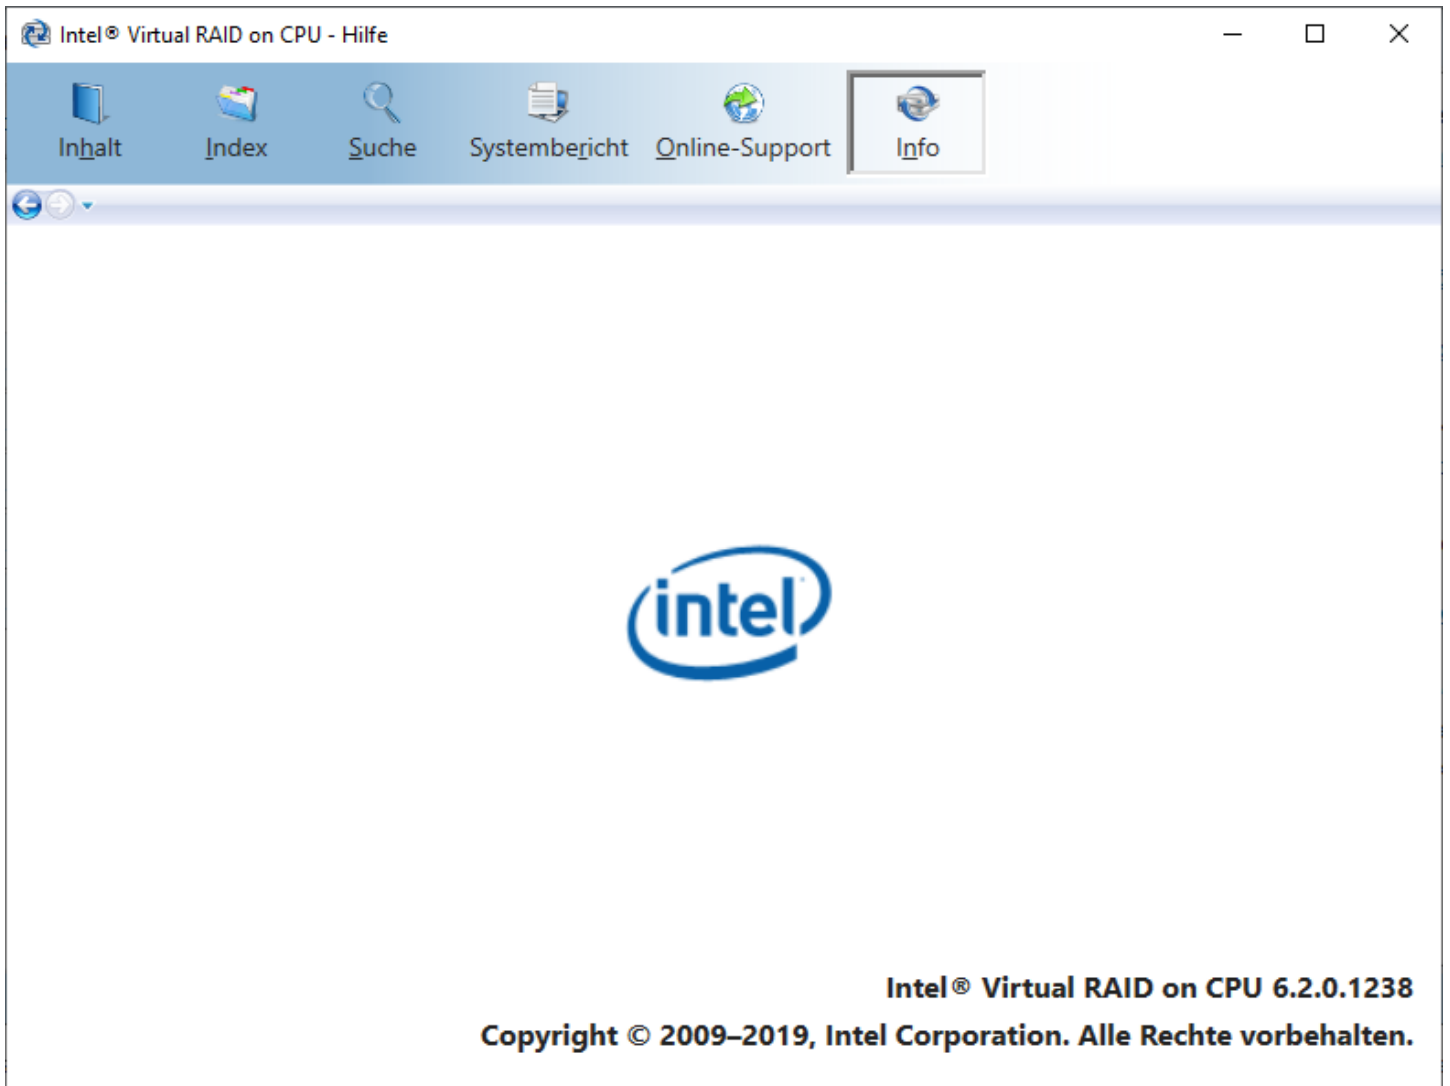 Intel® Virtual RAID on CPU - Hilfe
Inhalt Index Suche Systembericht Online-Support Info
intel
Intel® Virtual RAID on CPU 6.2.0.1238
Copyright © 2009–2019, Intel Corporation. Alle Rechte vorbehalten.